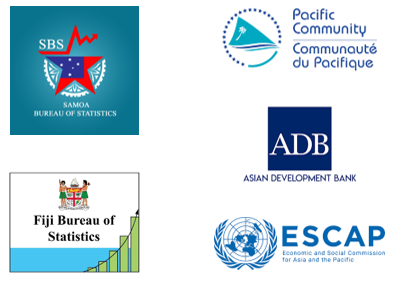 SBS
SAMOA
BUREAU OF STATISTICS
Fiji Bureau of
Statistics
Pacific
Community
Communauté
du Pacifique
ADB
ASIAN DEVELOPMENT BANK
ESCAP
Economic and Social Commission
for Asia and the Pacific